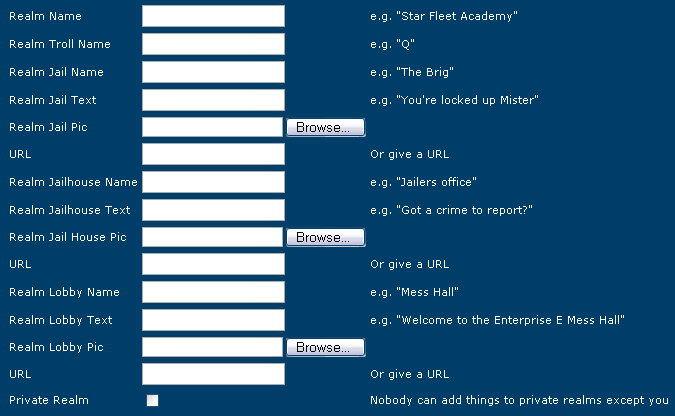 Realm Name e.g. "Star Fleet Academy"
Realm Troll Name e.g. "Q"
Realm Jail Name e.g. "The Brig"
Realm Jail Text e.g. "You're locked up Mister"
Realm Jail Pic Browse...
URL Or give a URL
Realm Jailhouse Name e.g. "Jailers office"
Realm Jailhouse Text e.g. "Got a crime to report?"
Realm Jail House Pic Browse...
URL Or give a URL
Realm Lobby Name e.g. "Mess Hall"
Realm Lobby Text e.g. "Welcome to the Enterprise E Mess Hall"
Realm Lobby Pic Browse...
URL Or give a URL
Private Realm Nobody can add things to private realms except you